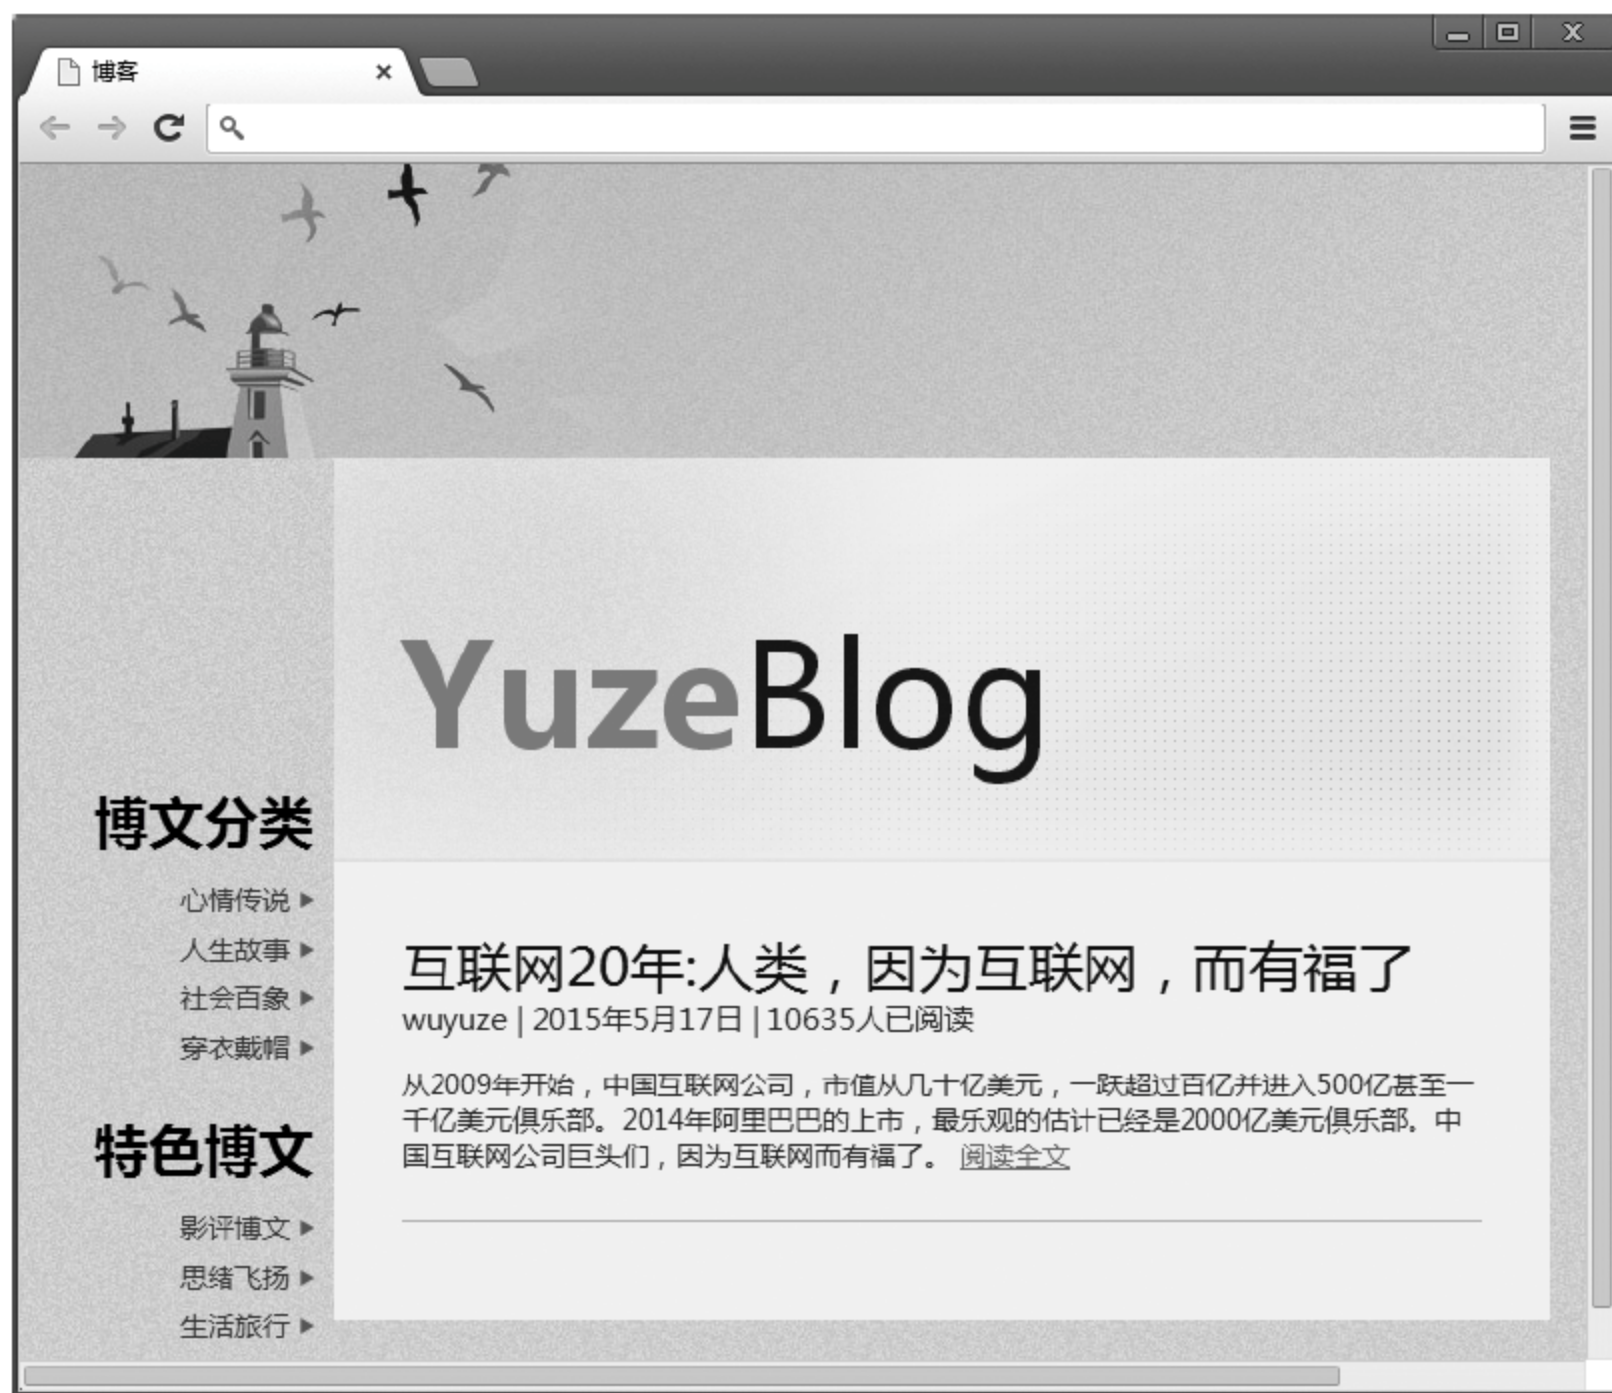 博客
YuzeBlog
博文分类
心情传说
人生故事
社会百象
穿衣戴帽
特色博文
影评博文
思绪飞扬
生活旅行
互联网20年:人类，因为互联网，而有福了
wuyuze | 2015年5月17日 | 10635人已阅读
从2009年开始，中国互联网公司，市值从几十亿美元，一跃超过百亿并进入500亿甚至一
千亿美元俱乐部。2014年阿里巴巴的上市，最乐观的估计已经是2000亿美元俱乐部。中
国互联网公司巨头们，因为互联网而有福了。 阅读全文